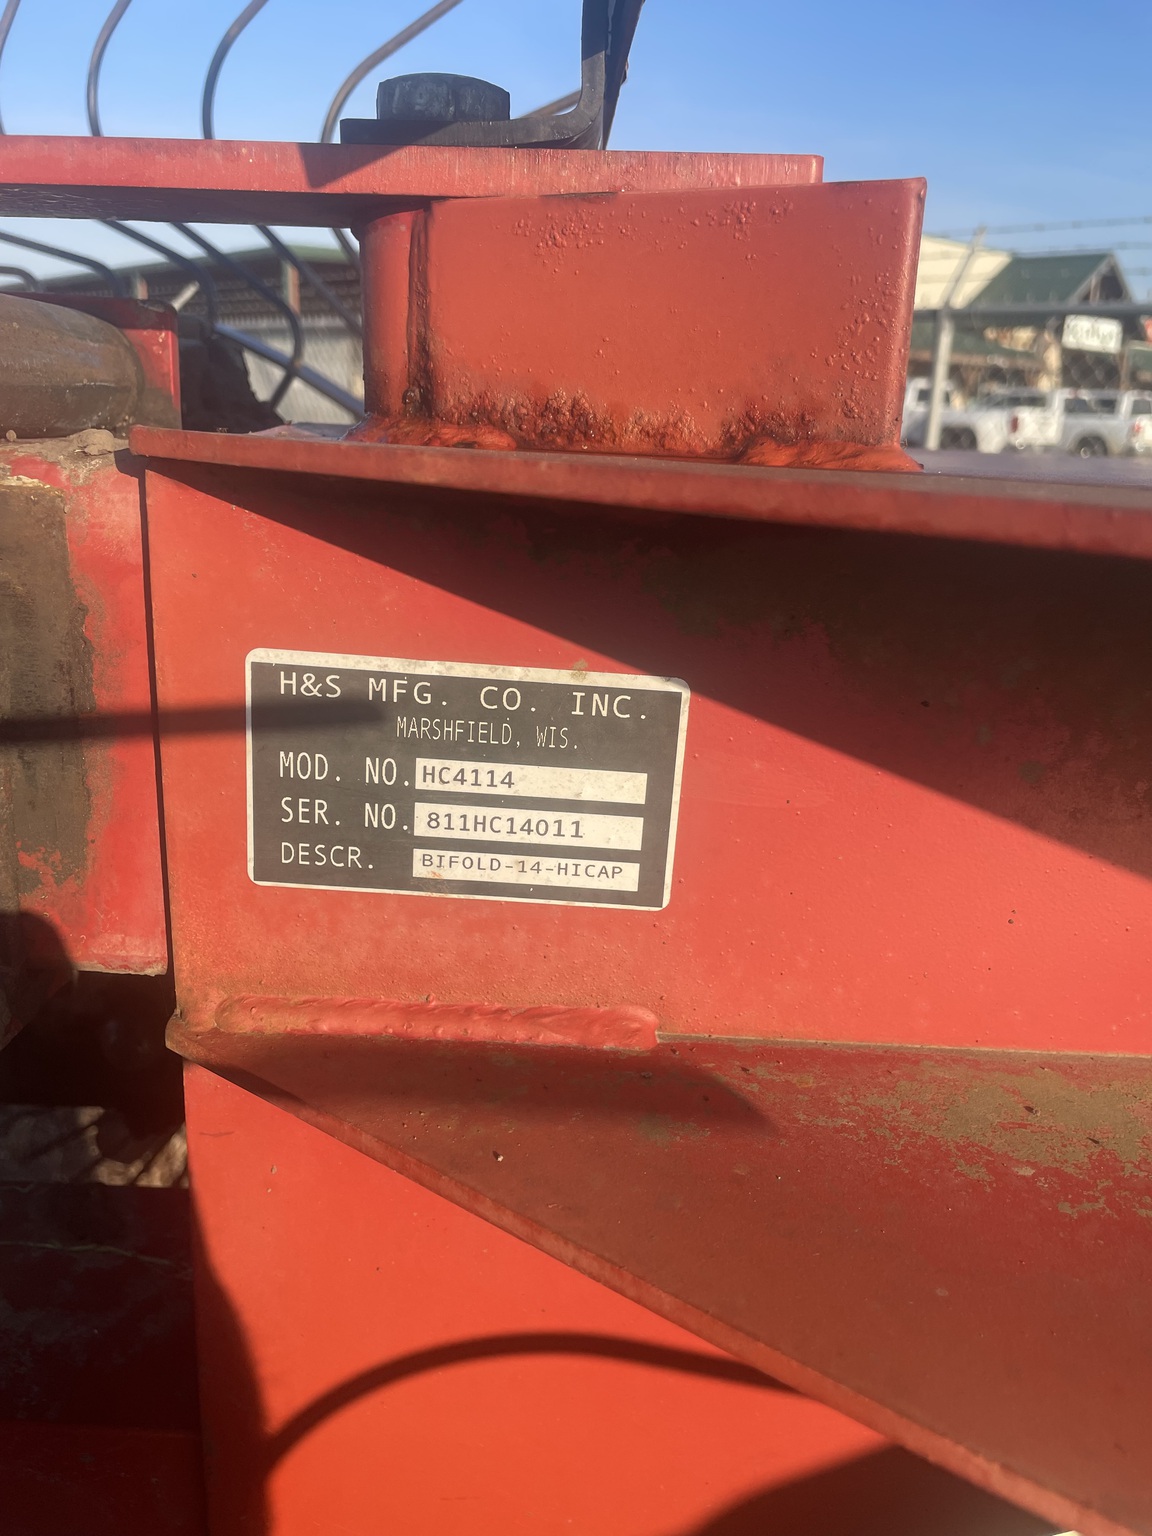 H&S MFG. CO. INC.
MARSHFIELD, WIS.
MOD. NO. HC4114
SER. NO. 811HC14011
DESCR. BIFOLD-14-HICAP